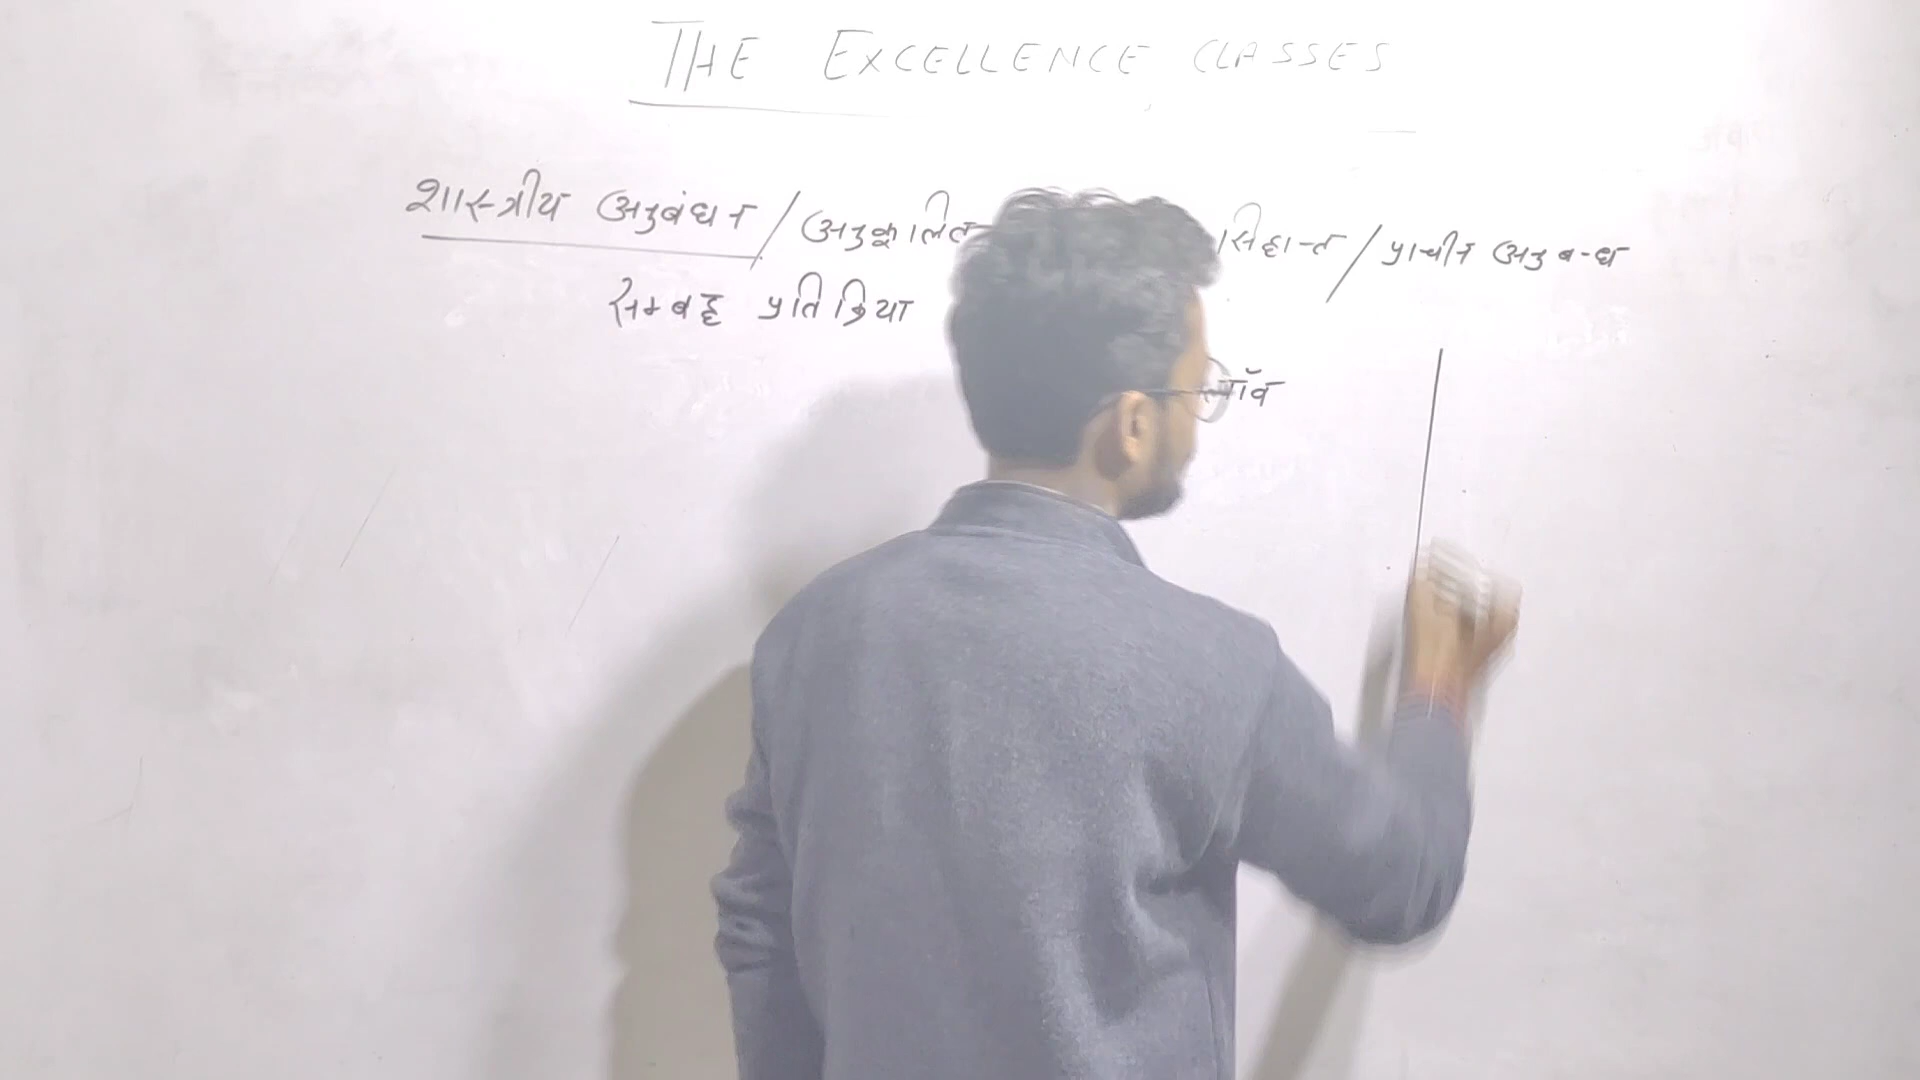 THE EXCELLENCE CLASSES
शास्त्रीय अनुबंधन / अनुकूलित सिद्धान्त / प्राचीन अनुबन्ध
सम्बद्ध प्रतिक्रिया